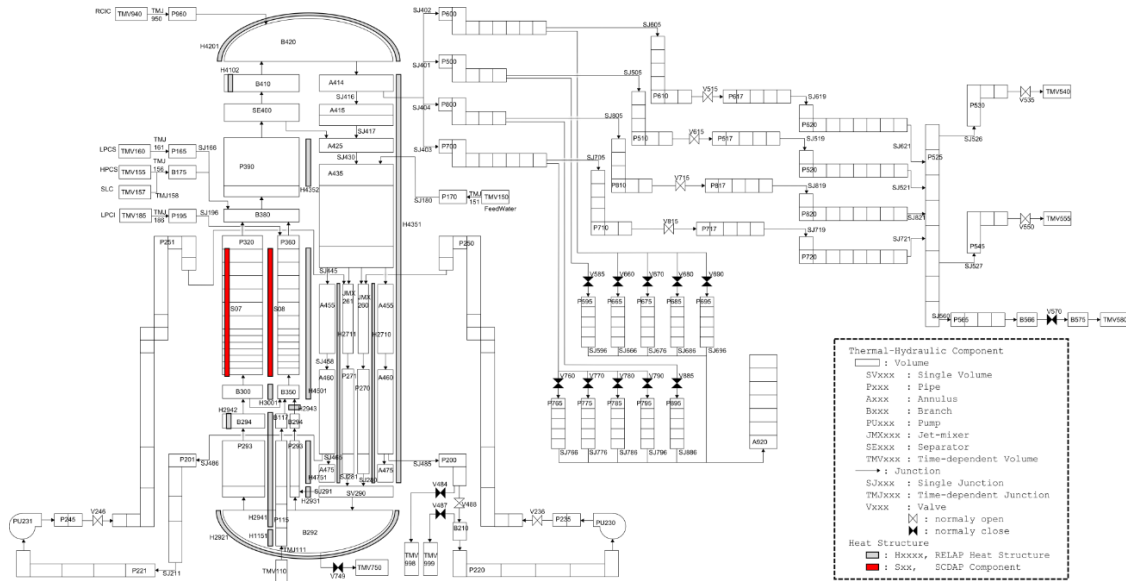 RCIC
TMV940
TMJ
950
P960
H4201
B420
H4102
B410
A414
SJ416
SE400
A415
SJ417
A425
SJ430
LPCS
TMV160
TMJ
161
P165
SJ166
HPCS
TMV155
TMJ
156
B175
SLC
TMV157
TMJ158
LPCI
TMV185
TMJ
186
P195
SJ196
P390
H4352
A435
B380
H4351
SJ180
P170
TMJ
151
TMV150
FeedWater
P251
P320
P360
P250
S07
S08
SJ445
A455
JMX
261
JMX
260
A455
H2711
H2710
SJ458
A460
P271
P270
A460
B300
B350
H3001
H4501
H2942
H2943
B294
B117
B294
P293
P293
SJ465
A475
H4751
SJ281
SJ280
A475
SJ291
H2931
SV290
H2941
P115
H1151
B292
H2921
TMJ111
TMV110
V749
TMV750
P201
SJ486
PU231
P245
V246
P221
SJ211
SJ485
P200
V484
V488
V487
B218
TMV
998
TMV
999
P220
V236
P235
PU230
SJ402
P600
SJ401
P500
SJ404
P800
SJ403
P700
SJ605
P610
V515
P617
SJ619
P620
SJ621
SJ505
P510
V615
P517
SJ519
P520
SJ521
SJ805
P810
V715
P817
SJ819
P820
SJ821
SJ705
P710
V815
P717
SJ719
P720
SJ721
P525
SJ526
P530
V535
TMV540
SJ527
P545
V550
TMV555
SJ560
P565
B566
V570
B575
TMV580
V585
V660
V670
V680
V690
P595
P665
P675
P685
P695
SJ596
SJ666
SJ676
SJ686
SJ696
V760
V770
V780
V790
V885
P765
P775
P785
P795
P895
SJ766
SJ776
SJ786
SJ796
SJ886
A920
Thermal-Hydraulic Component
: Volume
SVxxx : Single Volume
Pxxx : Pipe
Axxx : Annulus
Bxxx : Branch
PUxxx : Pump
JMXxxx : Jet-mixer
SExxx : Separator
TMVxxx : Time-dependent Volume
: Junction
SJxxx : Single Junction
TMJxxx : Time-dependent Junction
Vxxx : Valve
: normaly open
: normaly close
Heat Structure
: Hxxxx, RELAP Heat Structure
: Sxx, SCDAP Component